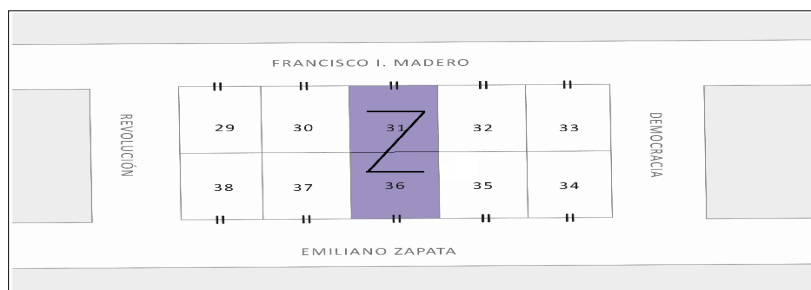 FRANCISCO I. MADERO
REVOLUCIÓN
29 30 31 32 33
DEMOCRACIA
38 37 36 35 34
EMILIANO ZAPATA